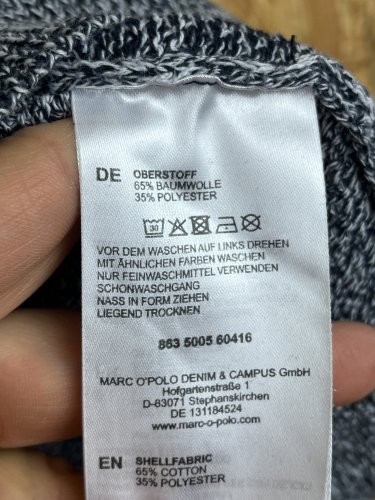 DE OBERSTOFF
65% BAUMWOLLE
35% POLYESTER
30
VOR DEM WASCHEN AUF LINKS DREHEN
MIT ÄHNLICHEN FARBEN WASCHEN
NUR FEINWASCHMITTEL VERWENDEN
SCHONWASCHGANG
NASS IN FORM ZIEHEN
LIEGEND TROCKNEN
863 5005 60416
MARC O'POLO DENIM & CAMPUS GmbH
Hofgartenstraße 1
D-83071 Stephanskirchen
DE 131184524
www.marc-o-polo.com
EN SHELLFABRIC
65% COTTON
35% POLYESTER